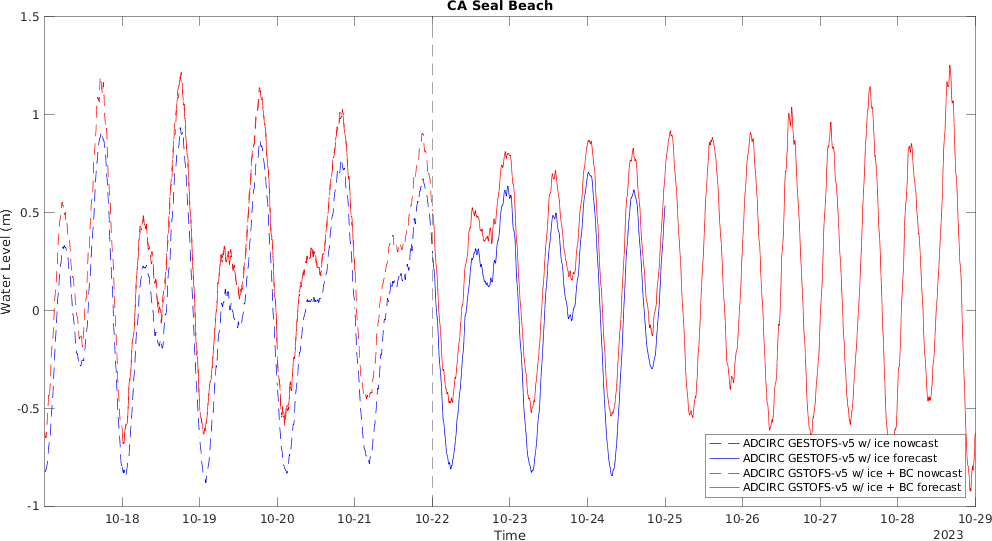 CA Seal Beach
Water Level (m)
1.5
1
0.5
0
-0.5
-1
10-18
10-19
10-20
10-21
10-22
10-23
10-24
10-25
10-26
10-27
10-28
10-29
Time
2023
ADCIRC GESTOFS-v5 w/ ice nowcast
ADCIRC GESTOFS-v5 w/ ice forecast
ADCIRC GSTOFS-v5 w/ ice + BC nowcast
ADCIRC GSTOFS-v5 w/ ice + BC forecast